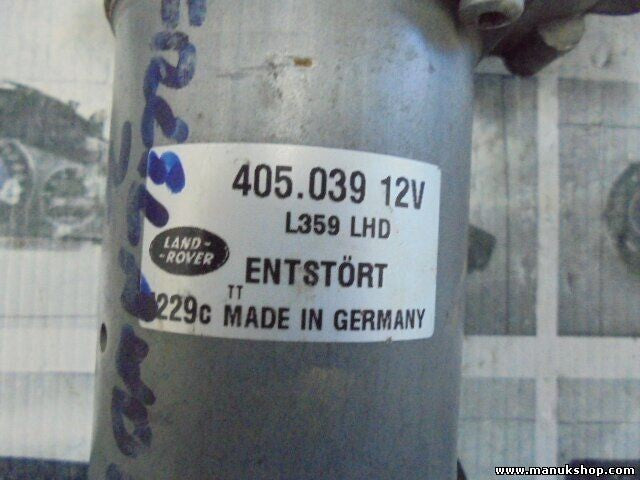 405.039 12V
L359 LHD
LAND-
-ROVER
ENTSTÖRT
TT
229c MADE IN GERMANY
www.manukshop.com